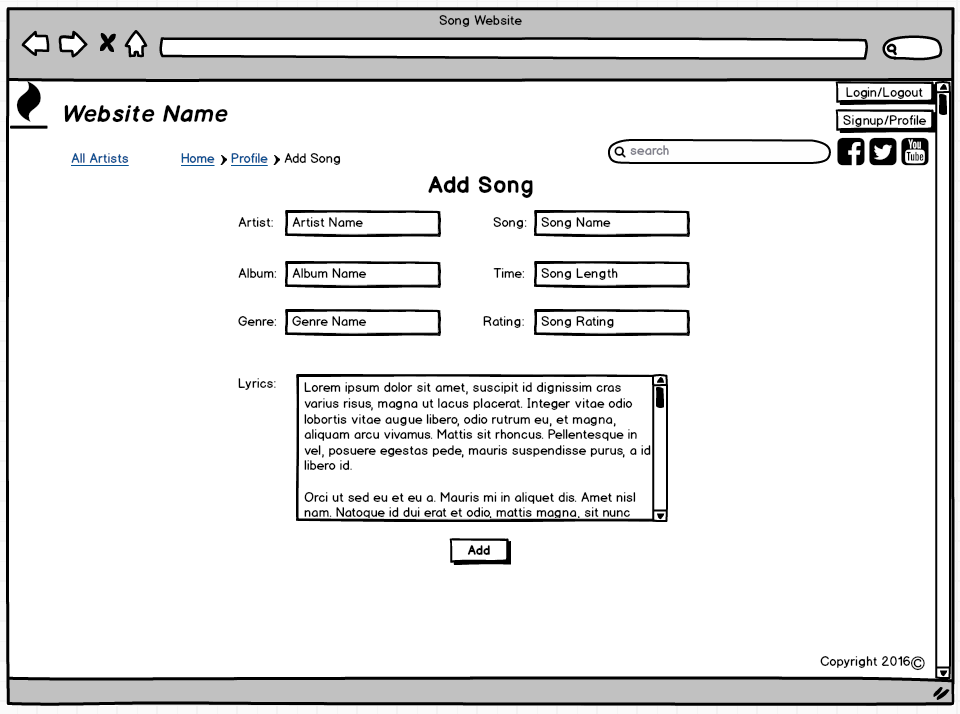 Song Website
Login/Logout
Website Name
Signup/Profile
All Artists Home Profile Add Song
search
You
Tube
Add Song
Artist: Artist Name Song: Song Name
Album: Album Name Time: Song Length
Genre: Genre Name Rating: Song Rating
Lyrics:
Lorem ipsum dolor sit amet, suscipit id dignissim cras
varius risus, magna ut lacus placerat. Integer vitae odio
lobortis vitae augue libero, odio rutrum eu, et magna,
aliquam arcu vivamus. Mattis sit rhoncus. Pellentesque in
vel, posuere egestas pede, mauris suspendisse purus, a id
libero id.
Orci ut sed eu et eu a. Mauris mi in aliquet dis. Amet nisl
nam. Natoque id dui erat et odio, mattis magna, sit nunc
Add
Copyright 2016©